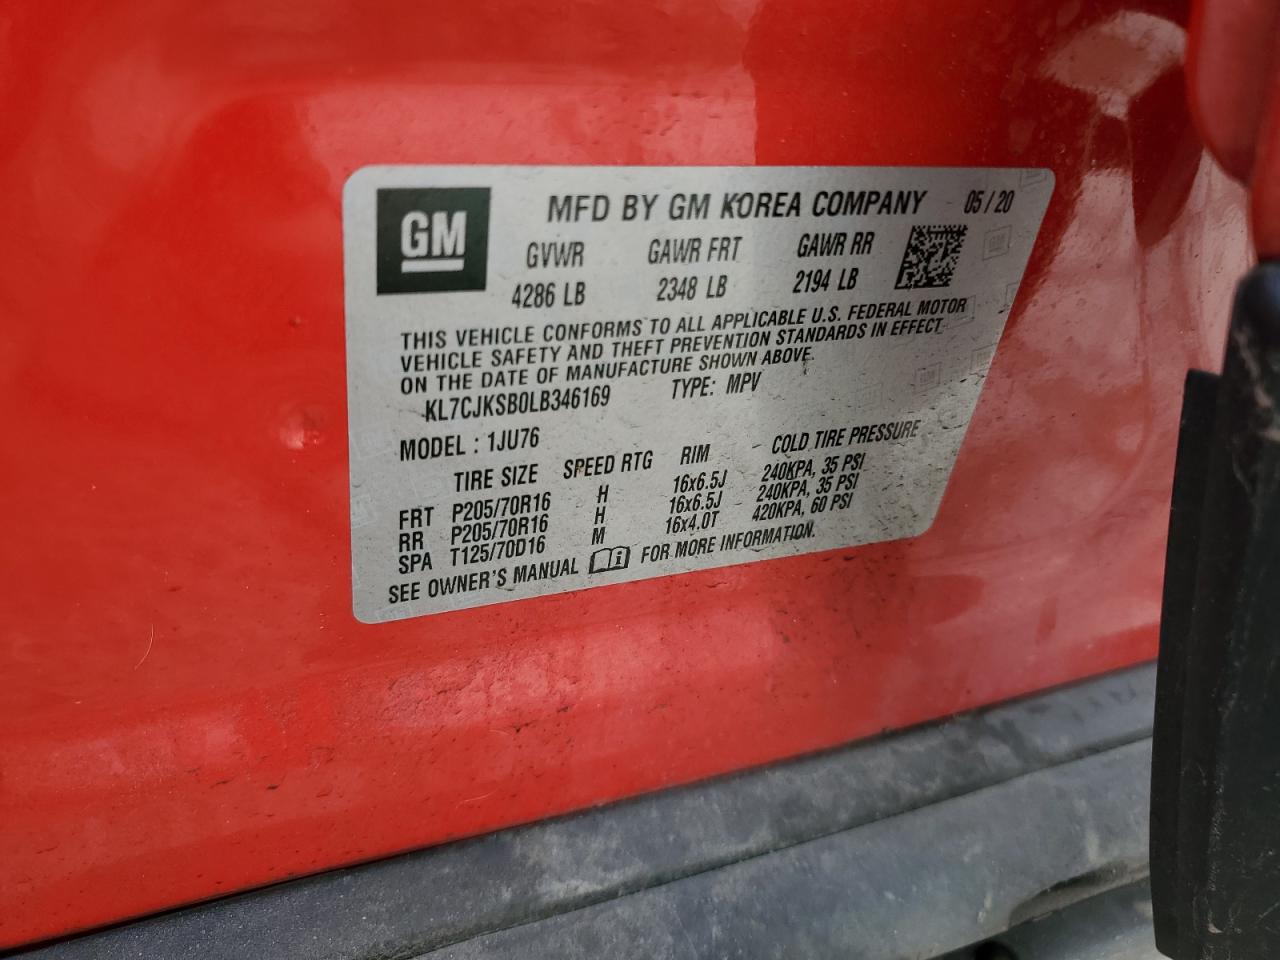 GM MFD BY GM KOREA COMPANY 05/20
GVWR GAWR FRT GAWR RR
4286 LB 2348 LB 2194 LB
THIS VEHICLE CONFORMS TO ALL APPLICABLE U.S. FEDERAL MOTOR
VEHICLE SAFETY AND THEFT PREVENTION STANDARDS IN EFFECT
ON THE DATE OF MANUFACTURE SHOWN ABOVE.
KL7CJKSB0LB346169 TYPE: MPV
MODEL : 1JU76
TIRE SIZE SPEED RTG RIM COLD TIRE PRESSURE
FRT P205/70R16 H 16x6.5J 240KPA, 35 PSI
RR P205/70R16 H 16x6.5J 240KPA, 35 PSI
SPA T125/70D16 M 16x4.0T 420KPA, 60 PSI
SEE OWNER'S MANUAL FOR MORE INFORMATION.